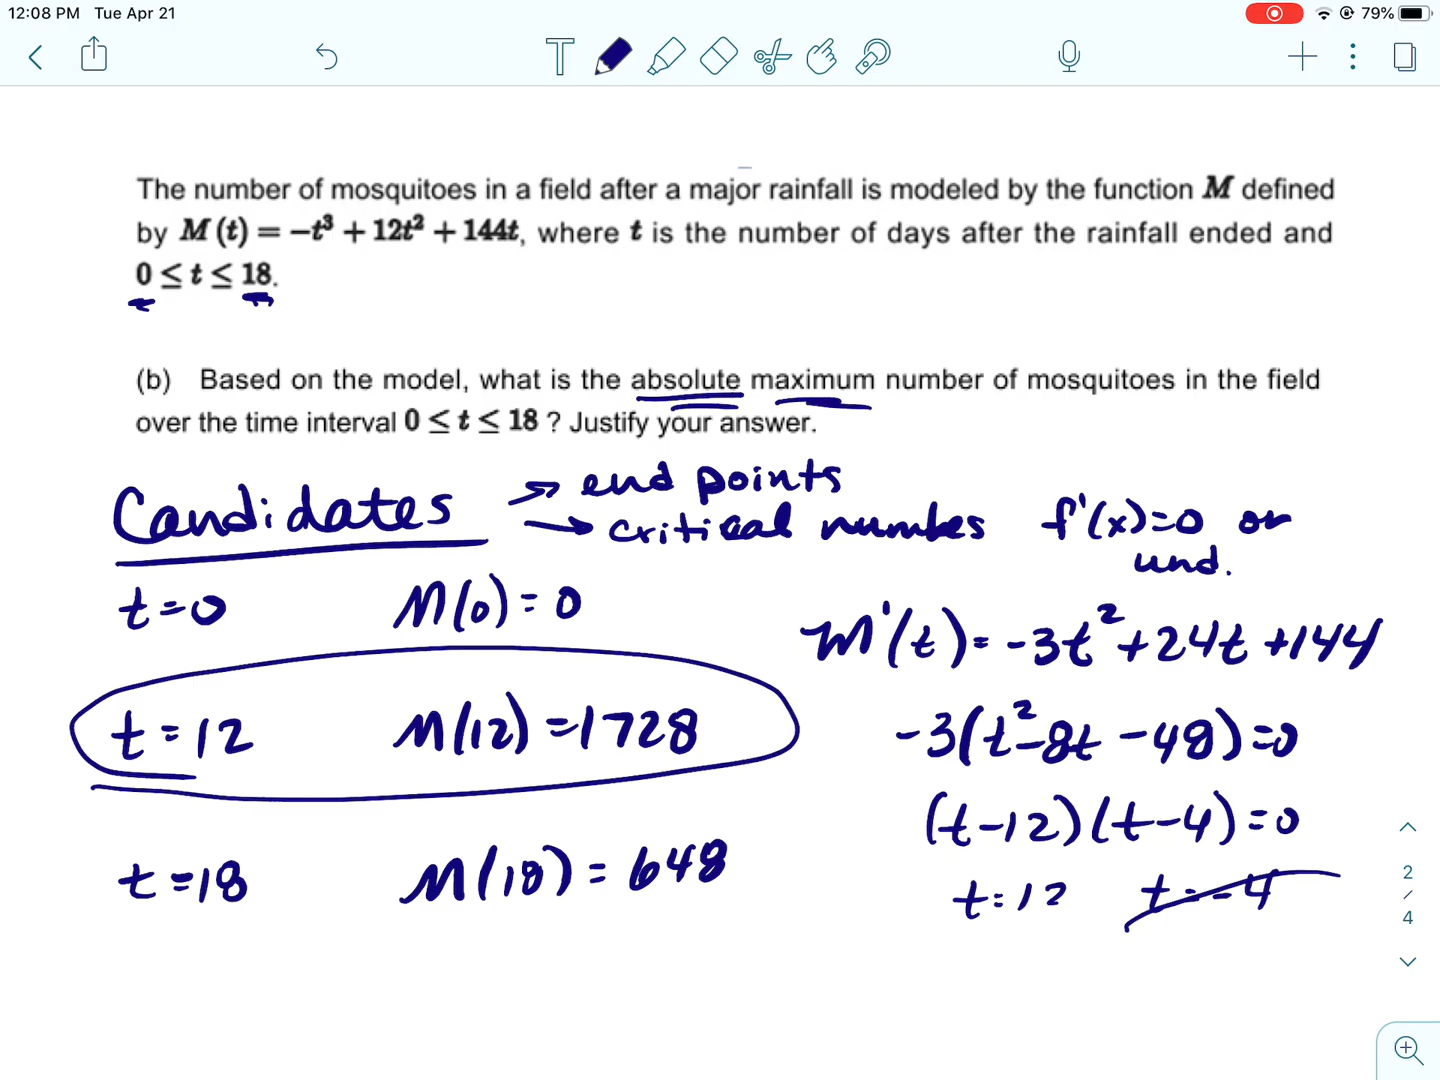 12:08 PM Tue Apr 21
79%
The number of mosquitoes in a field after a major rainfall is modeled by the function M defined
by M (t) = −t³ + 12t² + 144t, where t is the number of days after the rainfall ended and
0 ≤ t ≤ 18.
(b) Based on the model, what is the absolute maximum number of mosquitoes in the field
over the time interval 0 ≤ t ≤ 18 ? Justify your answer.
Candidates → end points
→ critical numbes f'(x)=0 or
und.
t=0 M(0)=0
M'(t)= -3t²+24t+144
t=12 M(12)=1728
-3(t²-8t-48)=0
(t-12)(t-4)=0
t=18 M(18)=648
t=12 t=-4
2
/
4